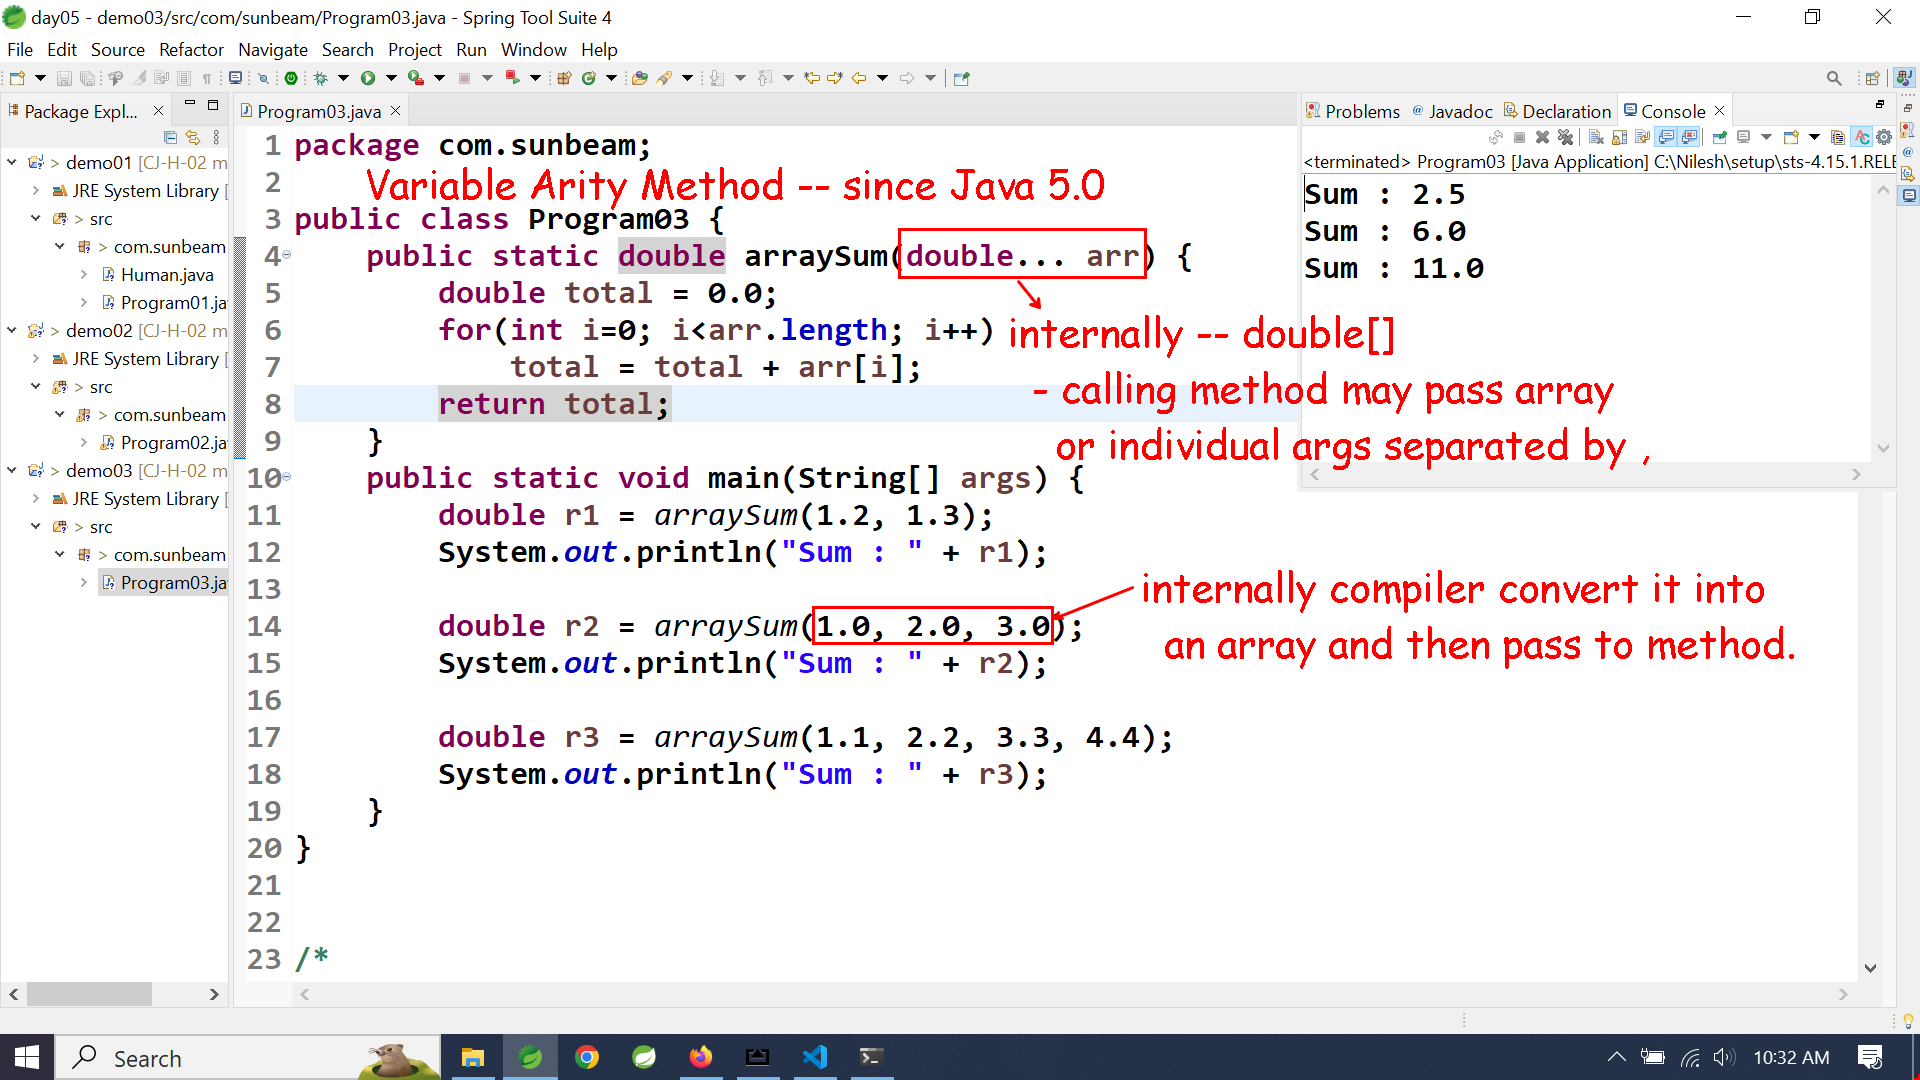 day05 - demo03/src/com/sunbeam/Program03.java - Spring Tool Suite 4
File Edit Source Refactor Navigate Search Project Run Window Help
Package Expl...
demo01 [CJ-H-02 m
JRE System Library [
> src
> com.sunbeam
Human.java
Program01.ja
demo02 [CJ-H-02 m
JRE System Library [
> src
> com.sunbeam
Program02.ja
> demo03 [CJ-H-02 m
JRE System Library [
> src
> com.sunbeam
Program03.ja
Program03.java
1 package com.sunbeam;
2
Variable Arity Method -- since Java 5.0
3 public class Program03 {
4 public static double arraySum(double... arr) {
5 double total = 0.0;
6 for(int i=0; i<arr.length; i++)
internally -- double[]
7 total = total + arr[i];
- calling method may pass array
8 return total;
or individual args separated by ,
9 }
10 public static void main(String[] args) {
11 double r1 = arraySum(1.2, 1.3);
12 System.out.println("Sum : " + r1);
13
internally compiler convert it into
14 double r2 = arraySum(1.0, 2.0, 3.0);
an array and then pass to method.
15 System.out.println("Sum : " + r2);
16
17 double r3 = arraySum(1.1, 2.2, 3.3, 4.4);
18 System.out.println("Sum : " + r3);
19 }
20 }
21
22
23 /*
Problems Javadoc Declaration Console
<terminated> Program03 [Java Application] C:\Nilesh\setup\sts-4.15.1.RELE
Sum : 2.5
Sum : 6.0
Sum : 11.0
Search
10:32 AM